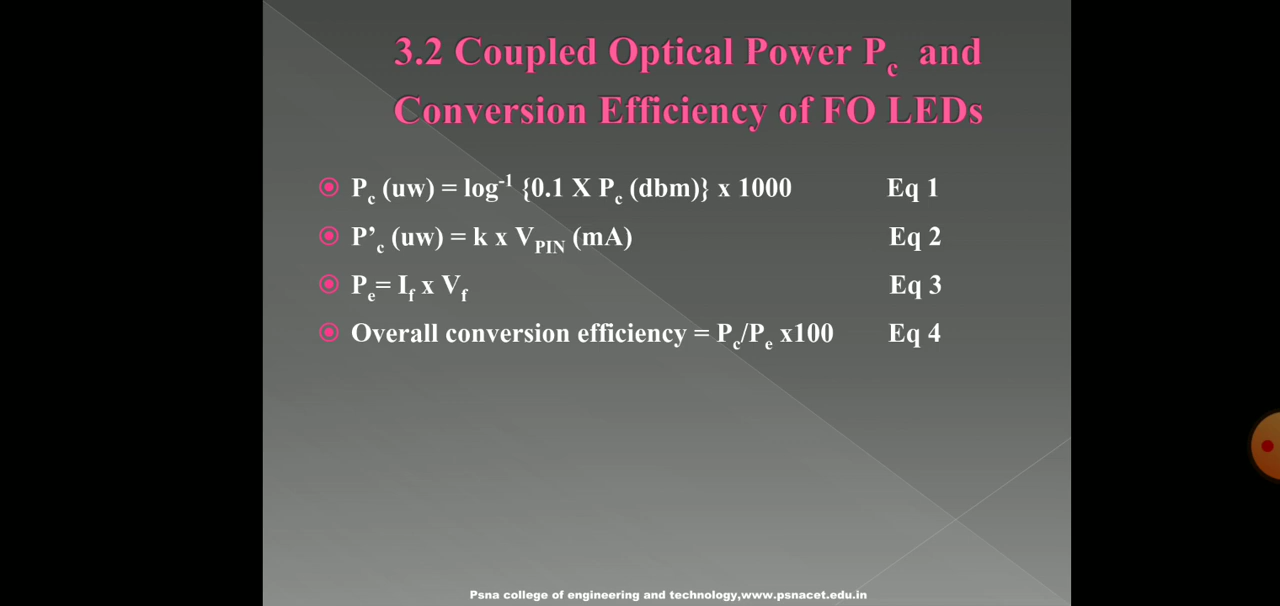 3.2 Coupled Optical Power Pc and
Conversion Efficiency of FO LEDs
Pc (uw) = log-1 {0.1 X Pc (dbm)} x 1000 Eq 1
P’c (uw) = k x VPIN (mA) Eq 2
Pe= If x Vf Eq 3
Overall conversion efficiency = Pc/Pe x100 Eq 4
Psna college of engineering and technology,www.psnacet.edu.in